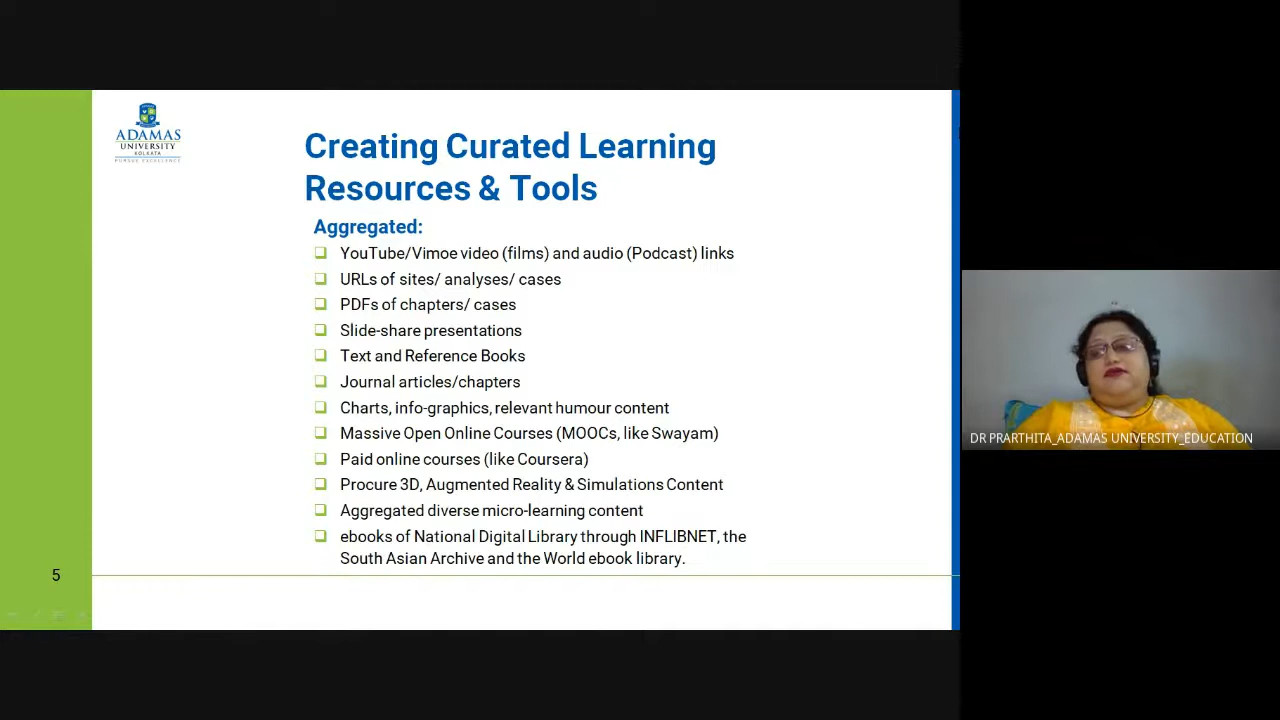 ADAMAS
UNIVERSITY
KOLKATA
PURSUE EXCELLENCE
Creating Curated Learning
Resources & Tools
Aggregated:
YouTube/Vimoe video (films) and audio (Podcast) links
URLs of sites/ analyses/ cases
PDFs of chapters/ cases
Slide-share presentations
Text and Reference Books
Journal articles/chapters
Charts, info-graphics, relevant humour content
Massive Open Online Courses (MOOCs, like Swayam)
Paid online courses (like Coursera)
Procure 3D, Augmented Reality & Simulations Content
Aggregated diverse micro-learning content
ebooks of National Digital Library through INFLIBNET, the
South Asian Archive and the World ebook library.
5
DR PRARTHITA_ADAMAS UNIVERSITY_EDUCATION